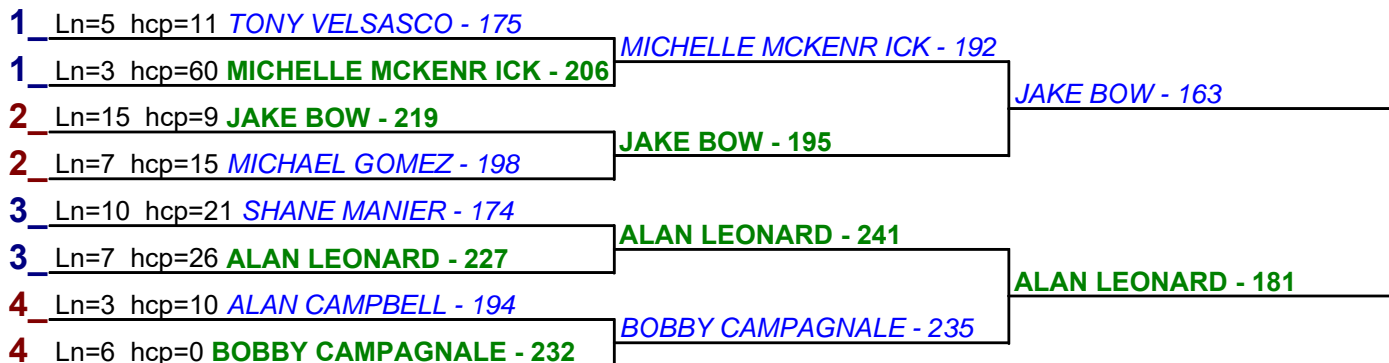 1_ Ln=5 hcp=11 TONY VELSASCO - 175
MICHELLE MCKENR ICK - 192
1_ Ln=3 hcp=60 MICHELLE MCKENR ICK - 206
JAKE BOW - 163
2_ Ln=15 hcp=9 JAKE BOW - 219
JAKE BOW - 195
2_ Ln=7 hcp=15 MICHAEL GOMEZ - 198
3_ Ln=10 hcp=21 SHANE MANIER - 174
ALAN LEONARD - 241
3_ Ln=7 hcp=26 ALAN LEONARD - 227
ALAN LEONARD - 181
4_ Ln=3 hcp=10 ALAN CAMPBELL - 194
BOBBY CAMPAGNALE - 235
4 Ln=6 hcp=0 BOBBY CAMPAGNALE - 232